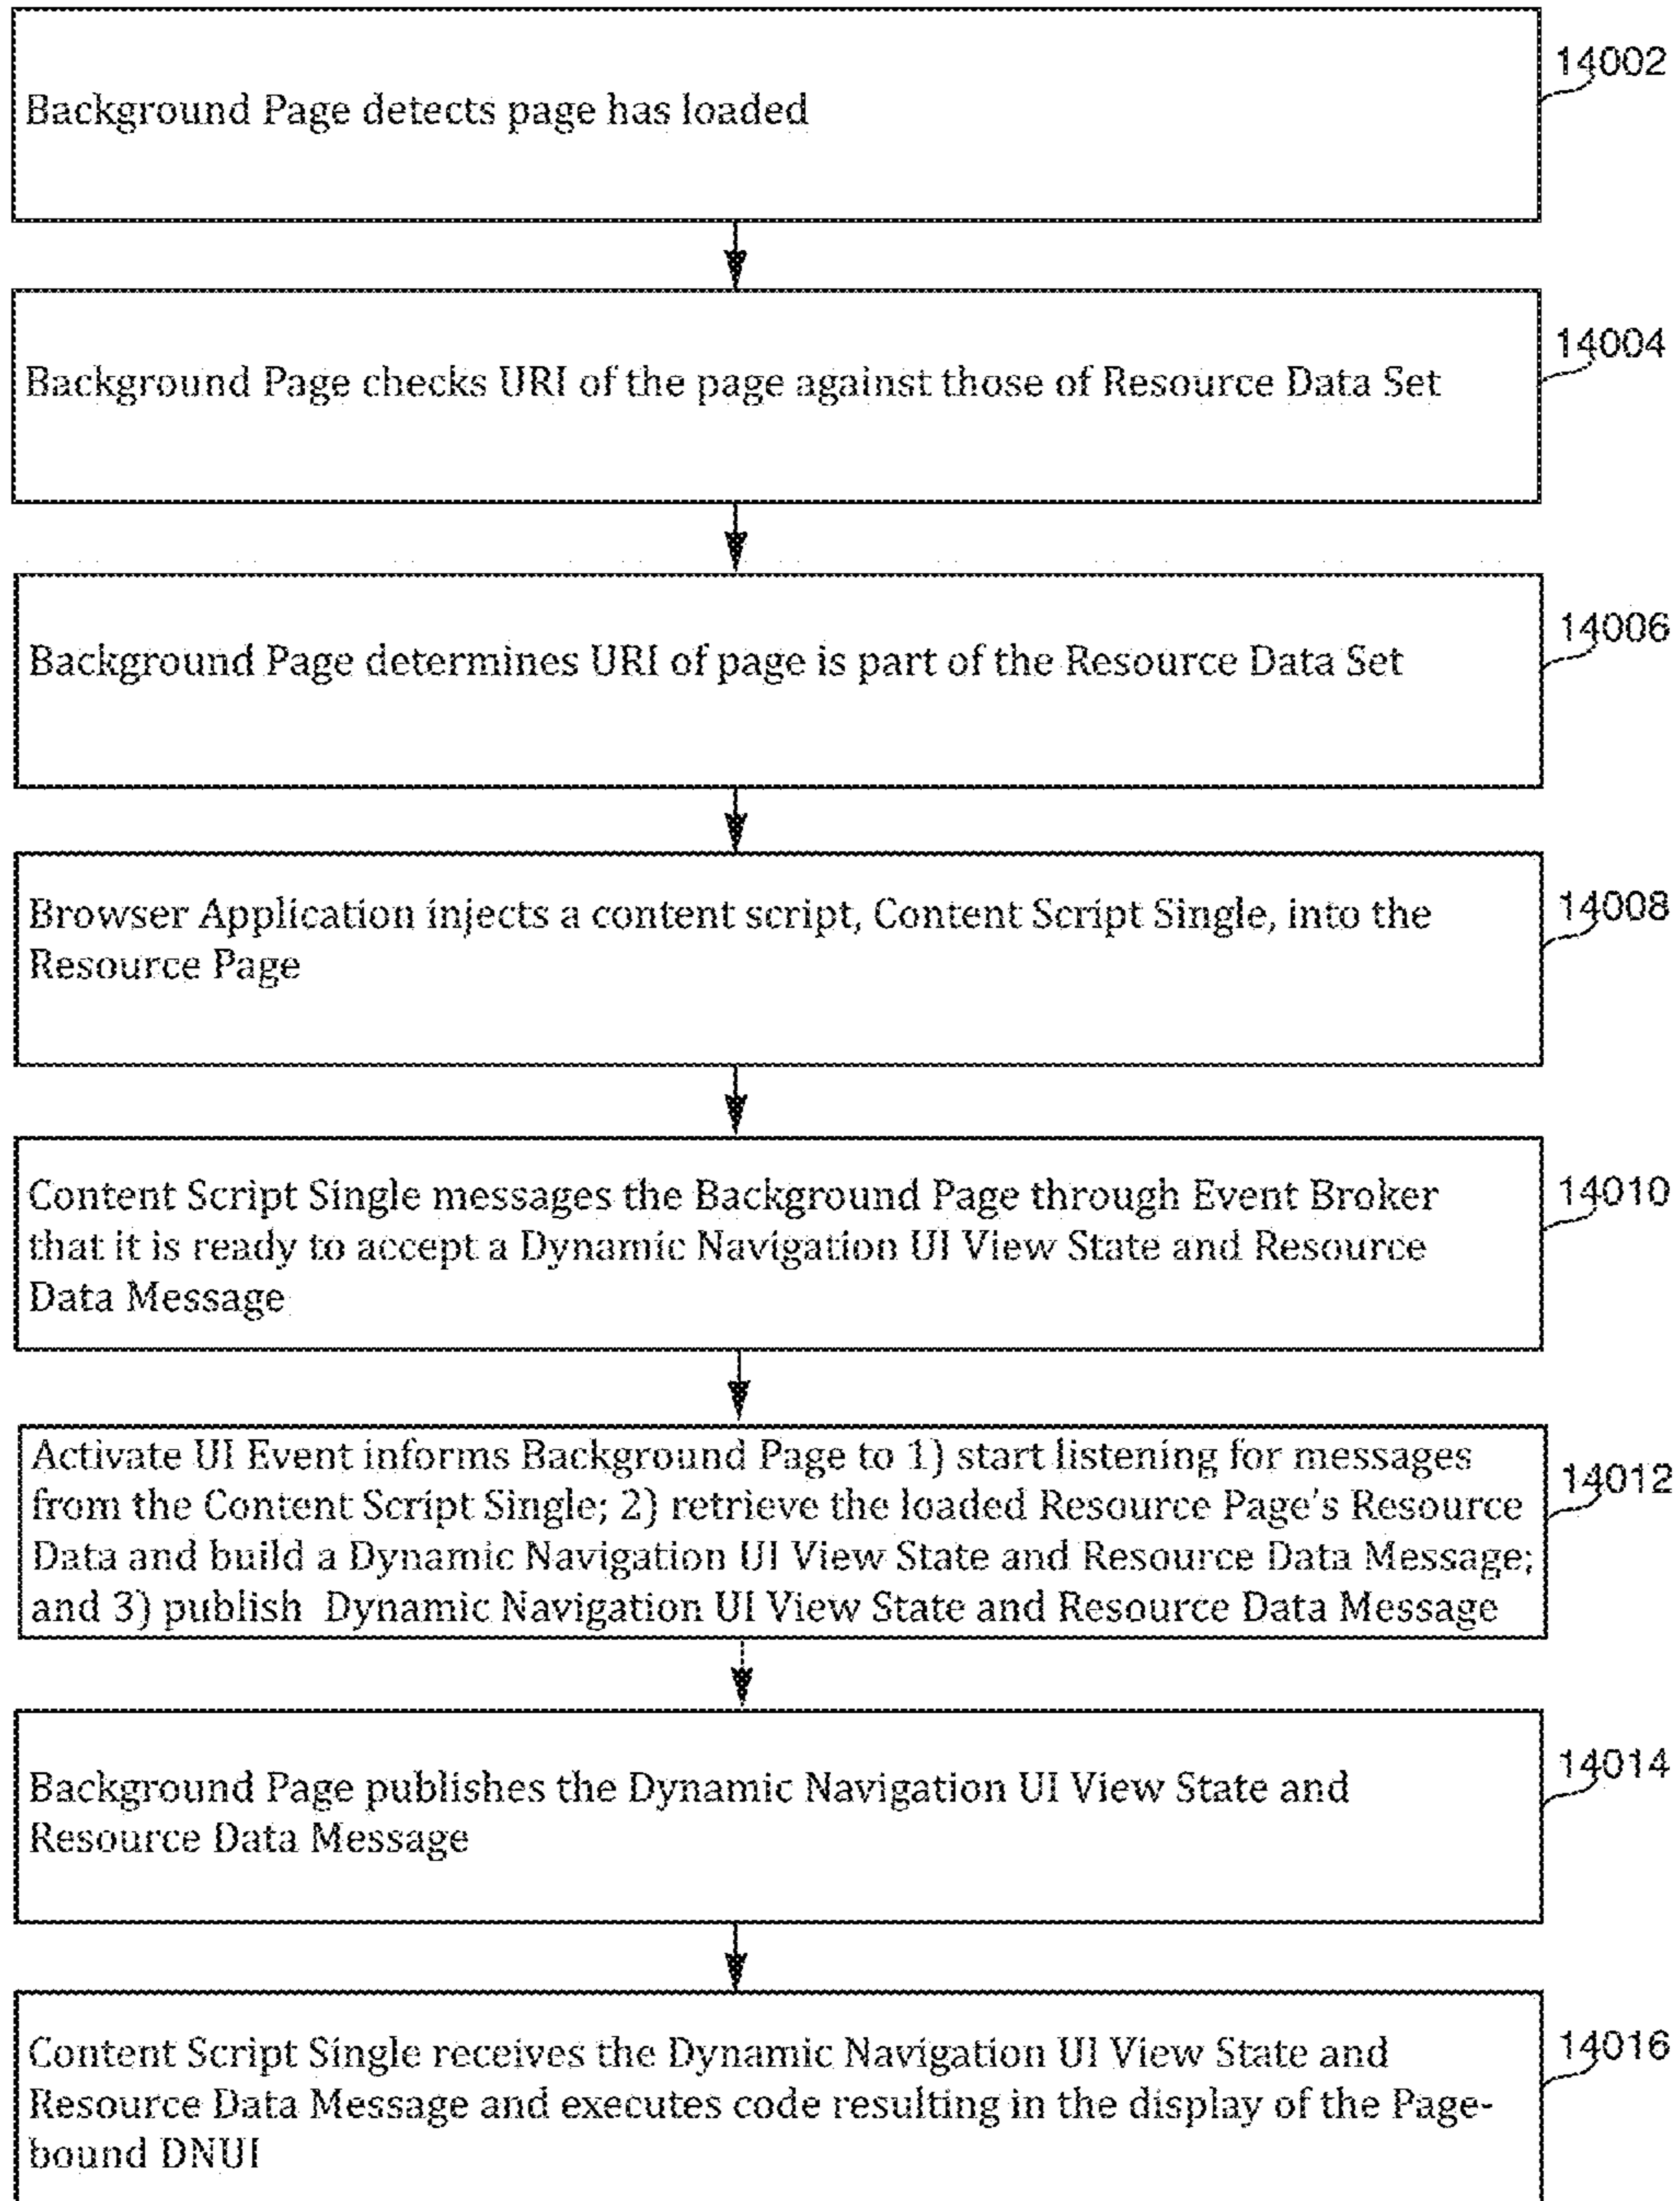 14002
Background Page detects page has loaded
14004
Background Page checks URI of the page against those of Resource Data Set
14006
Background Page determines URI of page is part of the Resource Data Set
14008
Browser Application injects a content script, Content Script Single, into the
Resource Page
14010
Content Script Single messages the Background Page through Event Broker
that it is ready to accept a Dynamic Navigation UI View State and Resource
Data Message
Activate UI Event informs Background Page to 1) start listening for messages
14012
from the Content Script Single; 2) retrieve the loaded Resource Page's Resource
Data and build a Dynamic Navigation UI View State and Resource Data Message;
and 3) publish Dynamic Navigation UI View State and Resource Data Message
14014
Background Page publishes the Dynamic Navigation UI View State and
Resource Data Message
14016
Content Script Single receives the Dynamic Navigation UI View State and
Resource Data Message and executes code resulting in the display of the Page-
bound DNUI